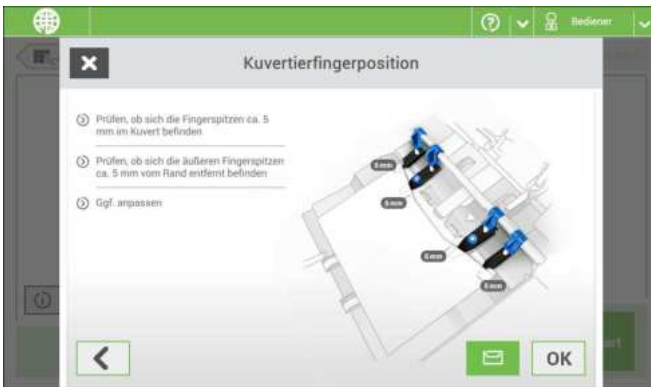 Bediener
Kuvertierfingerposition
Prüfen, ob sich die Fingerspitzen ca. 5
mm im Kuvert befinden
Prüfen, ob sich die äußeren Fingerspitzen
ca. 5 mm vom Rand entfernt befinden
Ggf. anpassen
5 mm
5 mm
5 mm
5 mm
OK